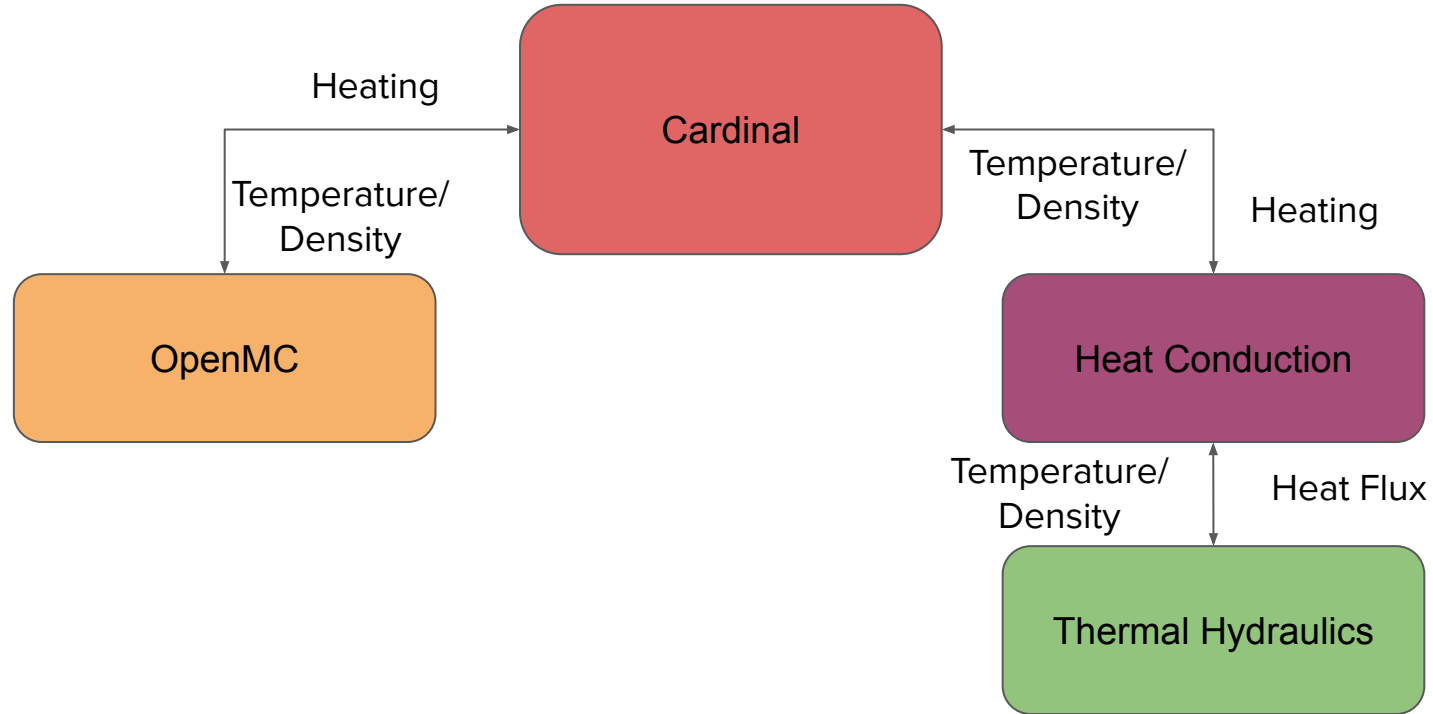 Heating
Cardinal
Temperature/
Density
Temperature/
Density
Heating
OpenMC
Heat Conduction
Temperature/
Density
Heat Flux
Thermal Hydraulics